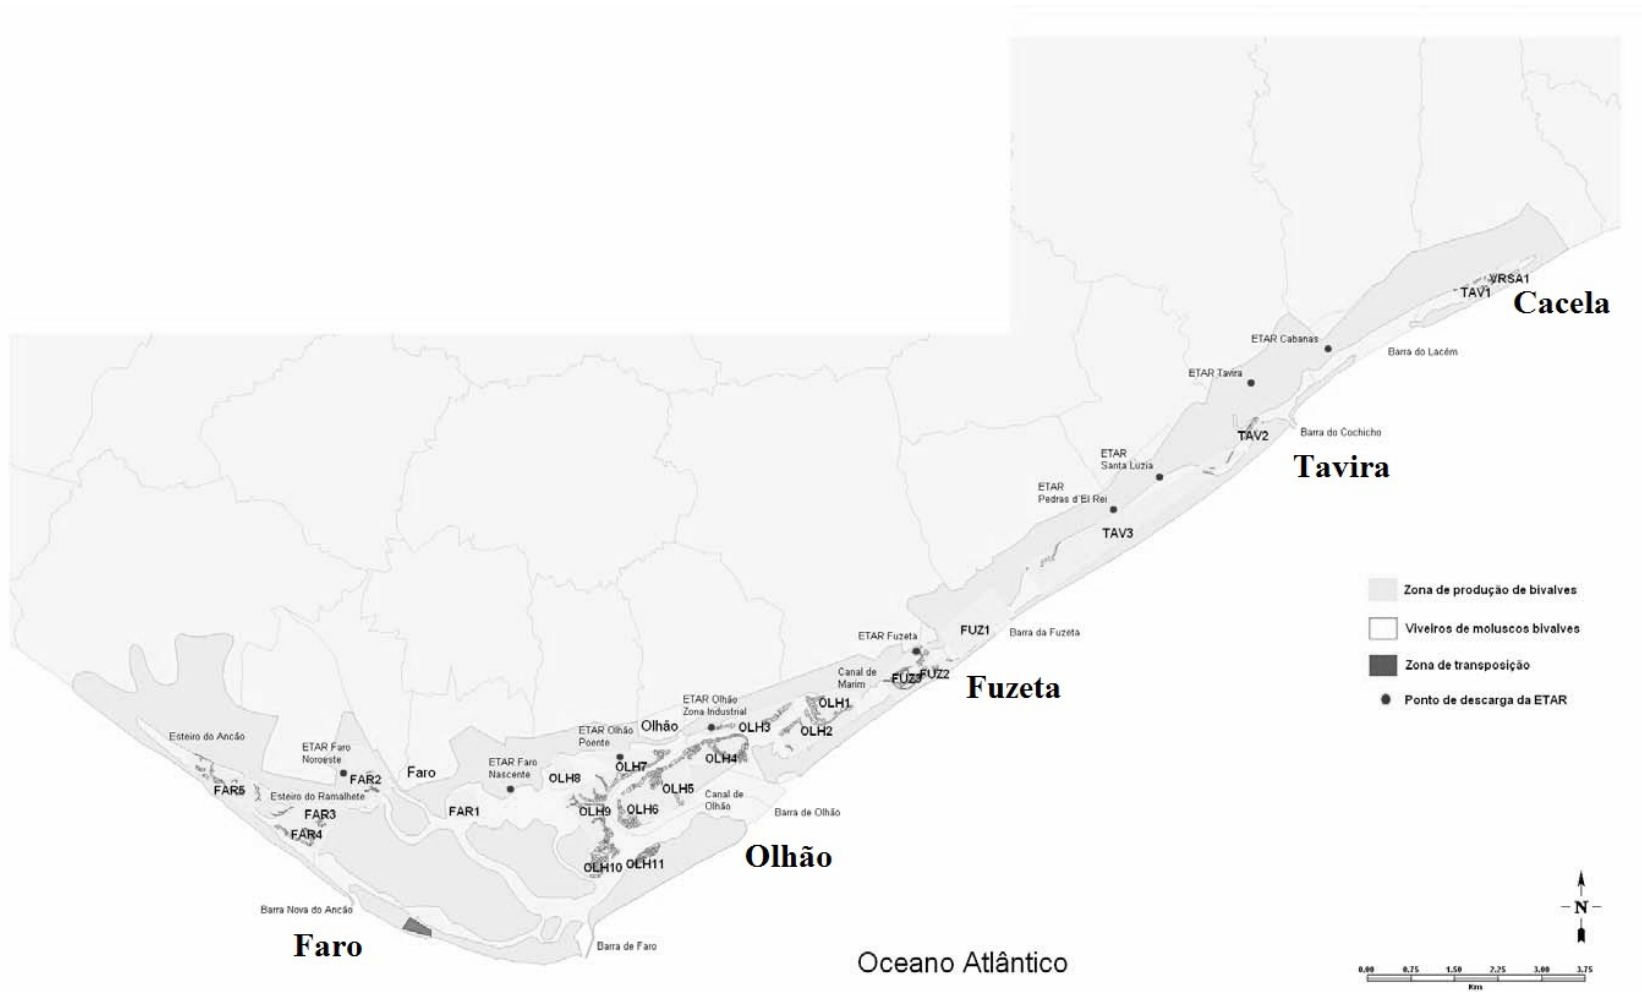 VRSA1
TAV1
Cacela
ETAR Cabanas
Barra do Lacém
ETAR Tavira
TAV2
Barra do Cochicho
Tavira
ETAR
Santa Luzia
ETAR
Pedras d'El Rei
TAV3
Zona de produção de bivalves
Viveiros de moluscos bivalves
Zona de transposição
Ponto de descarga da ETAR
FUZ1
Barra da Fuzeta
ETAR Fuzeta
Canal de
Marim
FUZ3
FUZ2
Fuzeta
ETAR Olhão
Zona Industrial
OLH1
Olhão
OLH3
OLH2
ETAR Olhão
Poente
Esteiro do Ancão
ETAR Faro
Noroeste
Faro
ETAR Faro
Nascente
OLH8
OLH7
OLH4
FAR2
FAR5
Esteiro do Ramalhete
OLH5
Canal de
Olhão
FAR3
FAR1
OLH9
OLH6
Barra de Olhão
FAR4
Olhão
OLH10
OLH11
Barra Nova do Ancão
Faro
Barra de Faro
Oceano Atlântico
N
0.00 0.75 1.50 2.25 3.00 3.75
Km